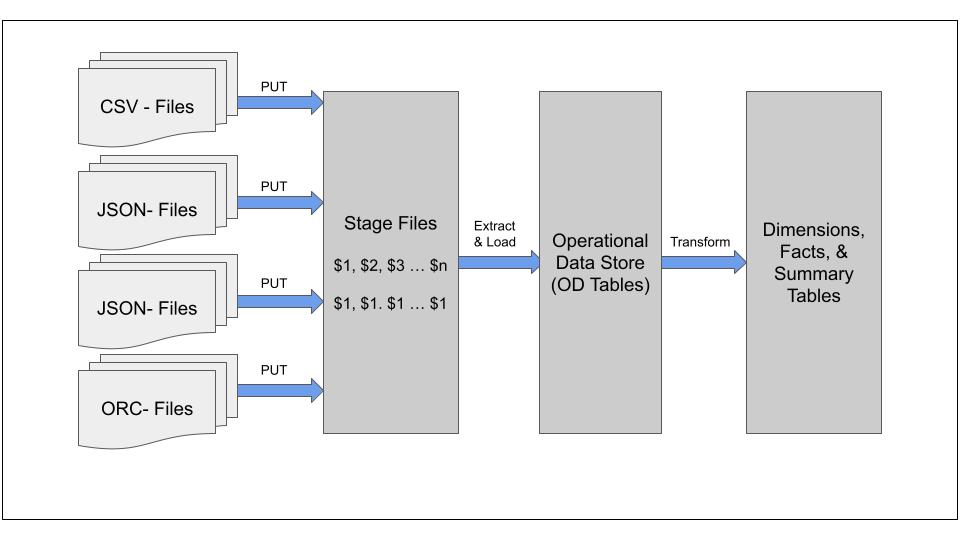 CSV - Files
PUT
JSON- Files
PUT
JSON- Files
PUT
ORC- Files
PUT
Stage Files
$1, $2, $3 … $n
$1, $1. $1 … $1
Extract
& Load
Operational
Data Store
(OD Tables)
Transform
Dimensions,
Facts, &
Summary
Tables